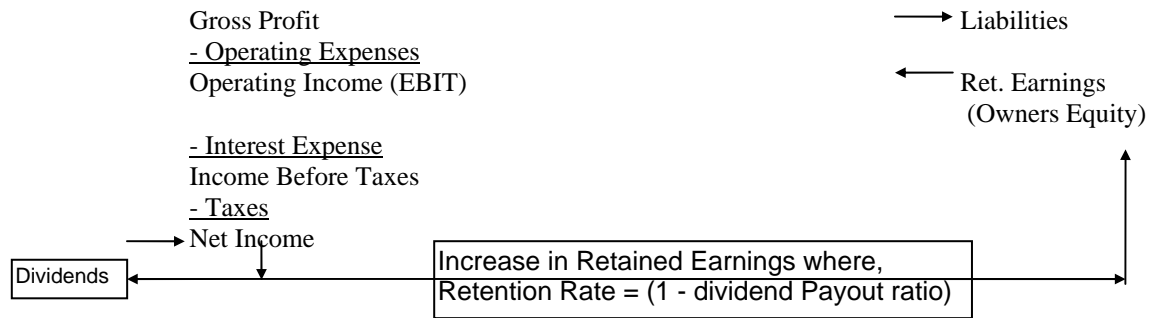 Gross Profit
- Operating Expenses
Operating Income (EBIT)
- Interest Expense
Income Before Taxes
- Taxes
Net Income
Liabilities
Ret. Earnings
(Owners Equity)
Dividends
Increase in Retained Earnings where,
Retention Rate = (1 - dividend Payout ratio)